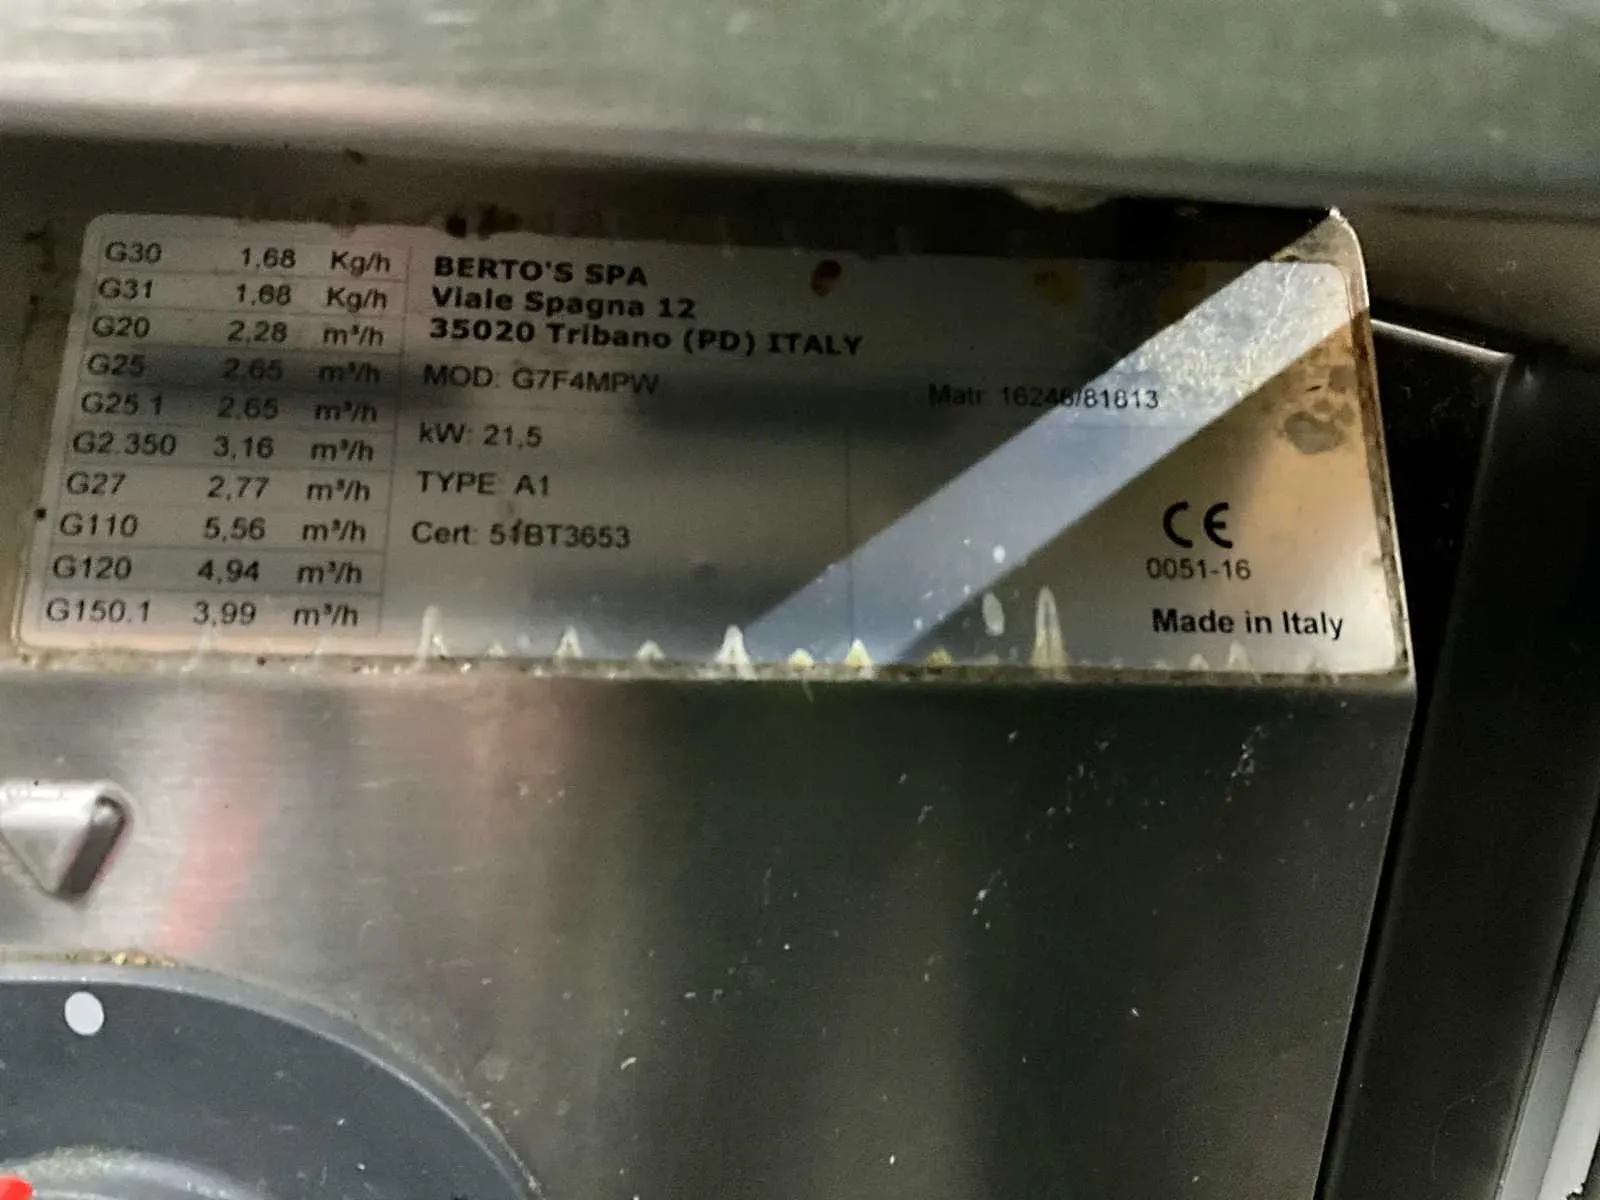 G30 1,68 Kg/h
G31 1,68 Kg/h
G20 2,28 m³/h
G25 2,65 m³/h
G25.1 2,65 m³/h
G2.350 3,16 m³/h
G27 2,77 m³/h
G110 5,56 m³/h
G120 4,94 m³/h
G150.1 3,99 m³/h
BERTO'S SPA
Viale Spagna 12
35020 Tribano (PD) ITALY
MOD: G7F4MPW
Matr: 16246/81613
kW: 21,5
TYPE A1
Cert: 51BT3653
CE
0051-16
Made in Italy